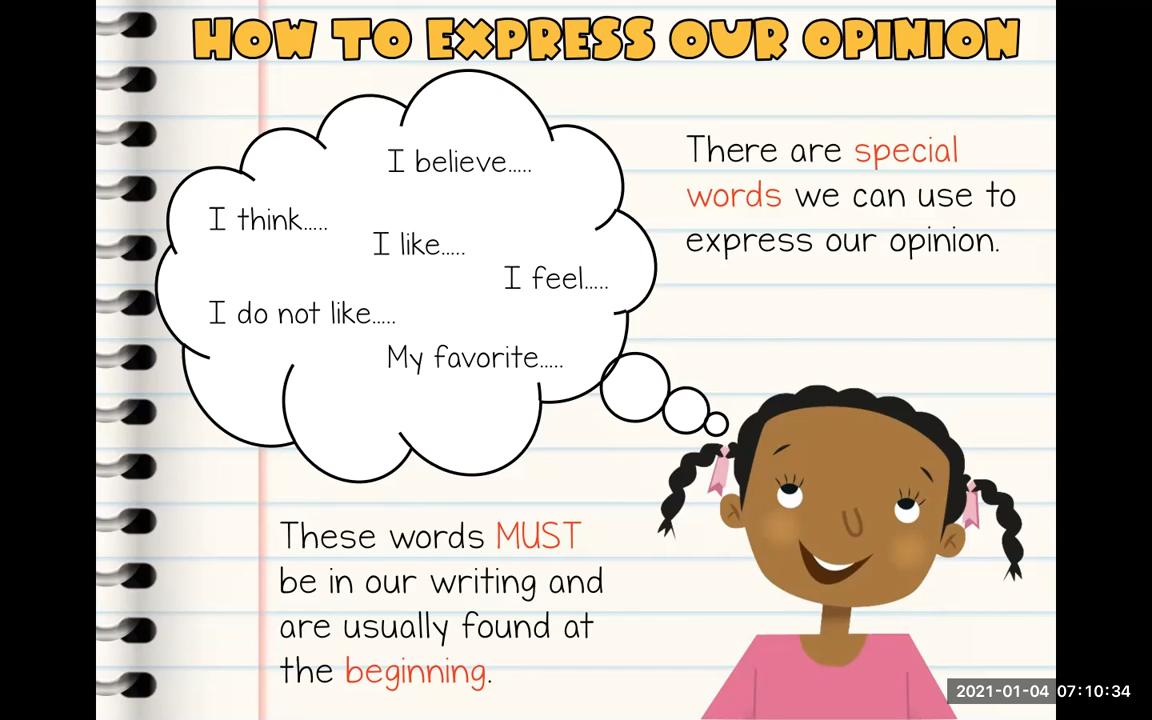 HOW TO EXPRESS OUR OPINION
I believe.....
I think.....
I like.....
I feel.....
I do not like.....
My favorite.....
There are special
words we can use to
express our opinion.
These words MUST
be in our writing and
are usually found at
the beginning.
2021-01-04 07:10:34